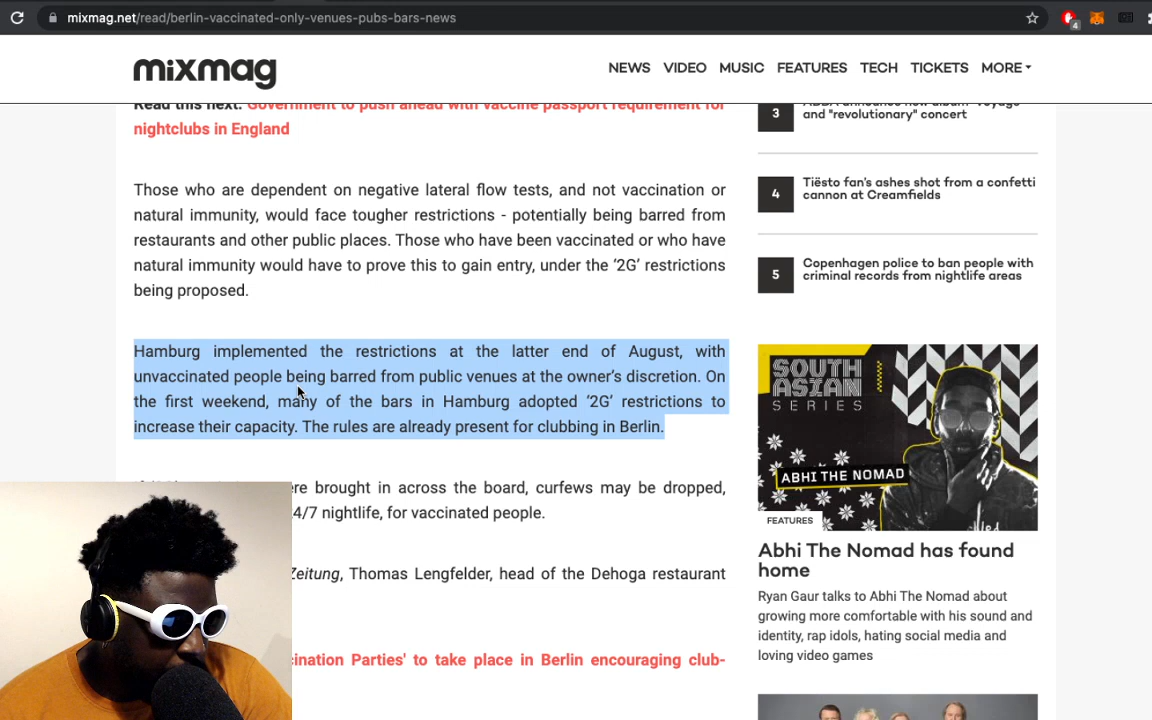 mixmag.net/read/berlin-vaccinated-only-venues-pubs-bars-news
4
mixmag
NEWS VIDEO MUSIC FEATURES TECH TICKETS MORE
Read this next: Government to push ahead with vaccine passport requirement for
nightclubs in England
Those who are dependent on negative lateral flow tests, and not vaccination or
natural immunity, would face tougher restrictions - potentially being barred from
restaurants and other public places. Those who have been vaccinated or who have
natural immunity would have to prove this to gain entry, under the ‘2G’ restrictions
being proposed.
Hamburg implemented the restrictions at the latter end of August, with
unvaccinated people being barred from public venues at the owner’s discretion. On
the first weekend, many of the bars in Hamburg adopted ‘2G’ restrictions to
increase their capacity. The rules are already present for clubbing in Berlin.
brought in across the board, curfews may be dropped,
4/7 nightlife, for vaccinated people.
Zeitung, Thomas Lengfelder, head of the Dehoga restaurant
Parties' to take place in Berlin encouraging club-
3
ABBA announce new album 'Voyage'
and "revolutionary" concert
4
Tiësto fan’s ashes shot from a confetti
cannon at Creamfields
5
Copenhagen police to ban people with
criminal records from nightlife areas
SOUTH
ASIAN
SERIES
ABHI THE NOMAD
FEATURES
Abhi The Nomad has found
home
Ryan Gaur talks to Abhi The Nomad about
growing more comfortable with his sound and
identity, rap idols, hating social media and
loving video games